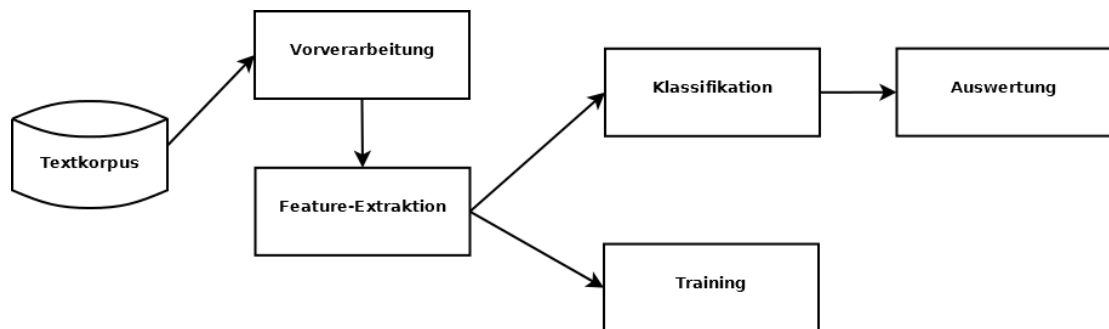 Vorverarbeitung
Klassifikation
Auswertung
Textkorpus
Feature-Extraktion
Training